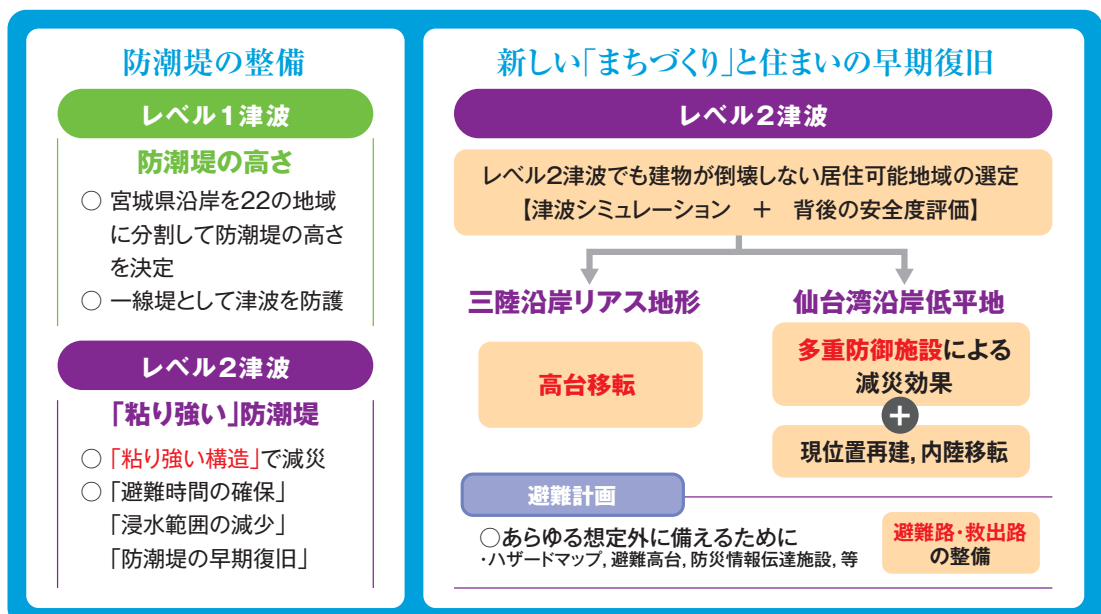 防潮堤の整備
レベル1津波
防潮堤の高さ
○ 宮城県沿岸を22の地域
に分割して防潮堤の高さ
を決定
○ 一線堤として津波を防護
レベル2津波
「粘り強い」防潮堤
○「粘り強い構造」で減災
○「避難時間の確保」
「浸水範囲の減少」
「防潮堤の早期復旧」
新しい「まちづくり」と住まいの早期復旧
レベル2津波
レベル2津波でも建物が倒壊しない居住可能地域の選定
【津波シミュレーション　+　背後の安全度評価】
三陸沿岸リアス地形
高台移転
仙台湾沿岸低平地
多重防御施設による
減災効果
+
現位置再建,内陸移転
避難計画
○あらゆる想定外に備えるために
・ハザードマップ,避難高台,防災情報伝達施設,等
避難路・救出路
の整備